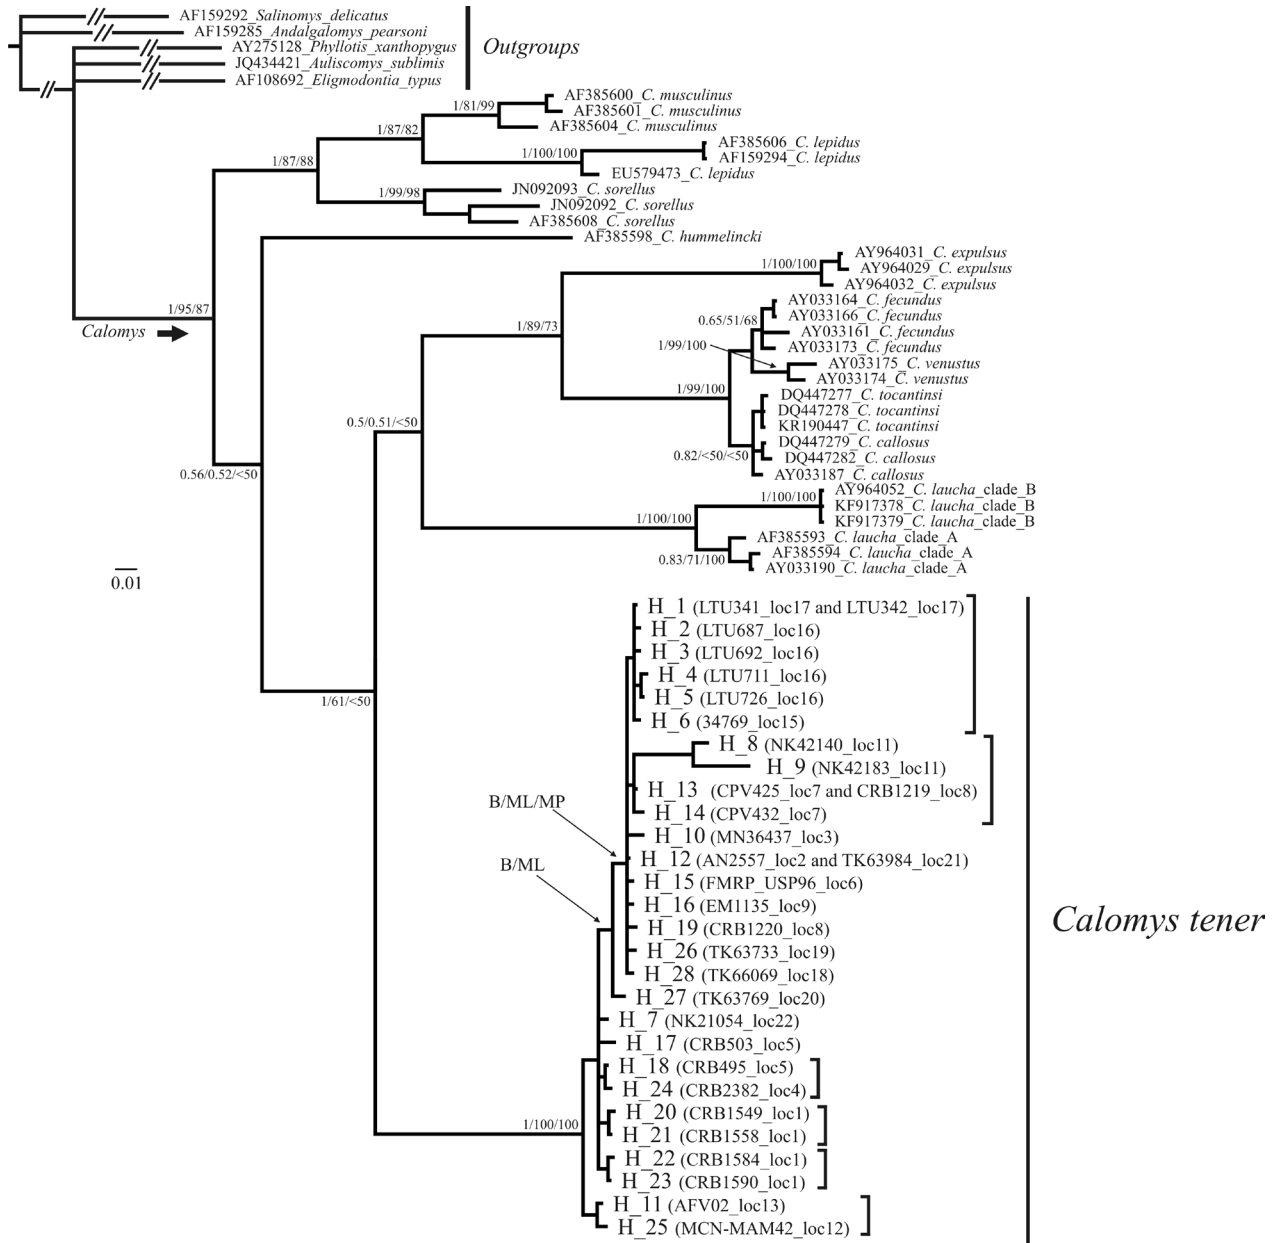 AF159292_Salinomys_delicatus
AF159285_Andalgalomys_pearsoni
AY275128_Phyllotis_xanthopygus
JQ434421_Auliscomys_sublimis
AF108692_Eligmodontia_typus
Outgroups
AF385600_C. musculinus
1/81/99
AF385601_C. musculinus
AF385604_C. musculinus
1/87/82
AF385606_C. lepidus
1/100/100
AF159294_C. lepidus
1/87/88
EU579473_C. lepidus
JN092093_C. sorellus
1/99/98
JN092092_C. sorellus
AF385608_C. sorellus
AF385598_C. hummelincki
AY964031_C. expulsus
1/100/100
AY964029_C. expulsus
AY964032_C. expulsus
AY033164_C. fecundus
1/95/87
AY033166_C. fecundus
0.65/51/68
Calomys
1/89/73
AY033161_C. fecundus
1/99/100
AY033173_C. fecundus
AY033175_C. venustus
AY033174_C. venustus
1/99/100
DQ447277_C. tocantinsi
DQ447278_C. tocantinsi
0.5/0.51/<50
KR190447_C. tocantinsi
DQ447279_C. callosus
0.82/<50/<50
DQ447282_C. callosus
0.56/0.52/<50
AY033187_C. callosus
AY964052_C. laucha_clade_B
1/100/100
KF917378_C. laucha_clade_B
1/100/100
KF917379_C. laucha_clade_B
AF385593_C. laucha_clade_A
0.83/71/100
AF385594_C. laucha_clade_A
AY033190_C. laucha_clade_A
0.01
H_1 (LTU341_loc17 and LTU342_loc17)
H_2 (LTU687_loc16)
H_3 (LTU692_loc16)
H_4 (LTU711_loc16)
H_5 (LTU726_loc16)
1/61/<50
H_6 (34769_loc15)
H_8 (NK42140_loc11)
H_9 (NK42183_loc11)
H_13 (CPV425_loc7 and CRB1219_loc8)
B/ML/MP
H_14 (CPV432_loc7)
H_10 (MN36437_loc3)
H_12 (AN2557_loc2 and TK63984_loc21)
B/ML
H_15 (FMRP_USP96_loc6)
H_16 (EM1135_loc9)
Calomys tener
H_19 (CRB1220_loc8)
H_26 (TK63733_loc19)
H_28 (TK66069_loc18)
H_27 (TK63769_loc20)
H_7 (NK21054_loc22)
H_17 (CRB503_loc5)
H_18 (CRB495_loc5)
H_24 (CRB2382_loc4)
H_20 (CRB1549_loc1)
1/100/100
H_21 (CRB1558_loc1)
H_22 (CRB1584_loc1)
H_23 (CRB1590_loc1)
H_11 (AFV02_loc13)
H_25 (MCN-MAM42_loc12)